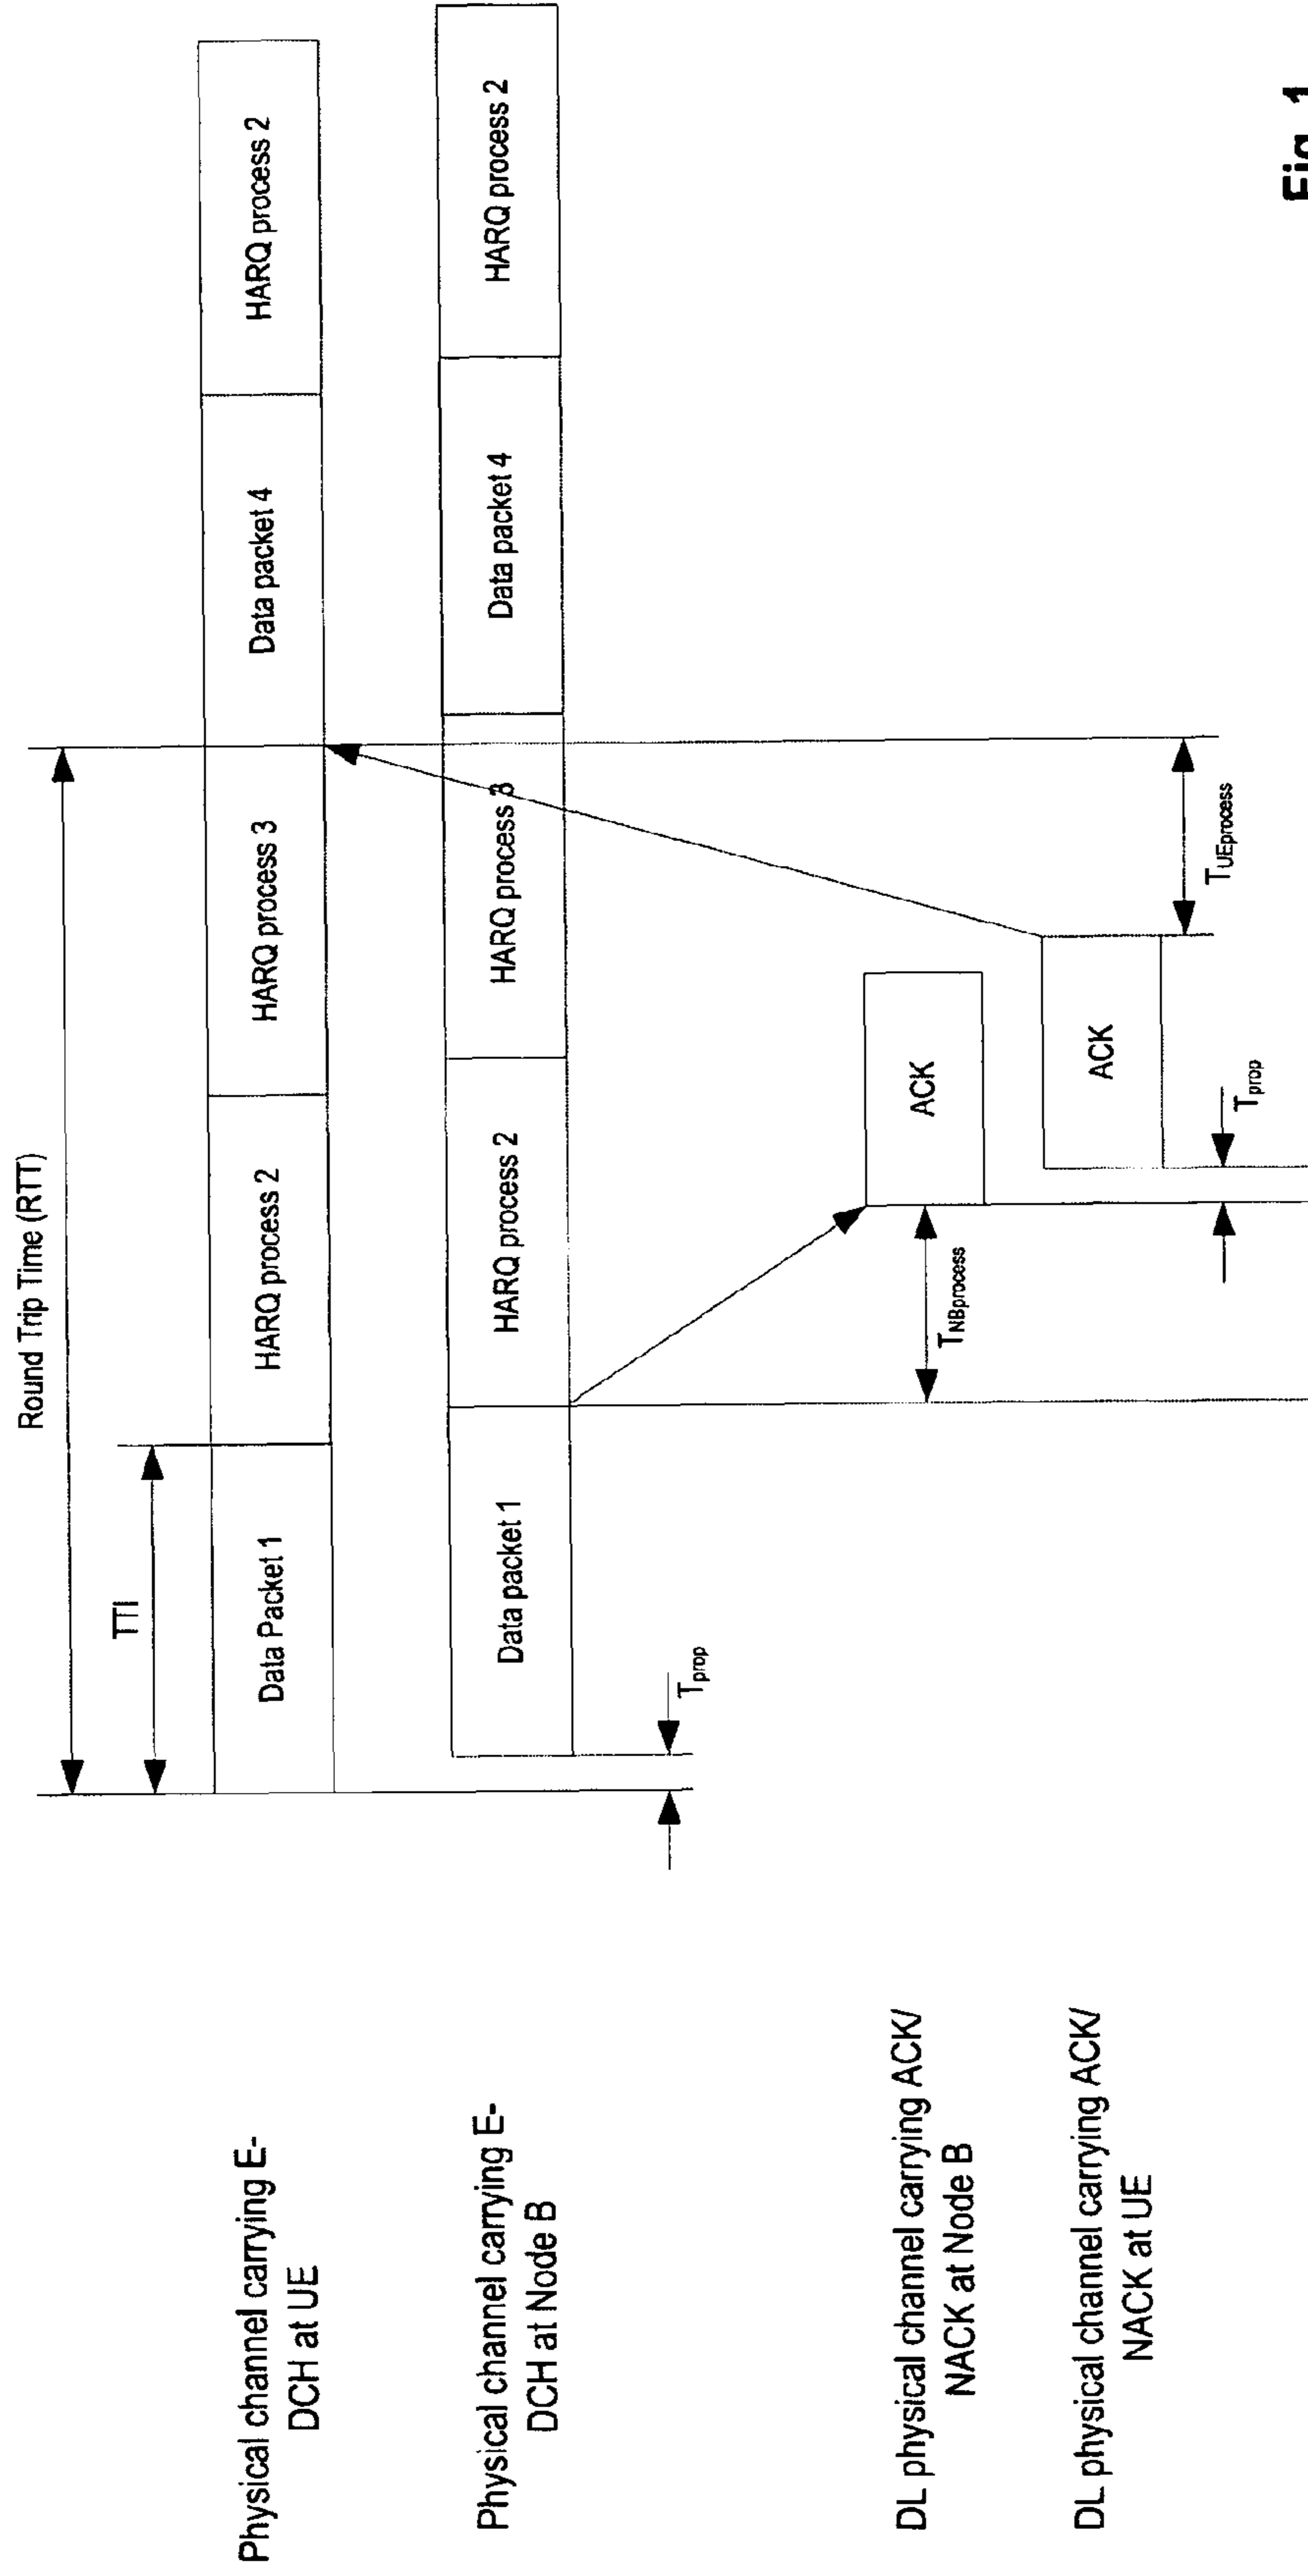 Round Trip Time (RTT)
TTI
Physical channel carrying E-
DCH at UE
Data Packet 1
HARQ process 2
HARQ process 3
Data packet 4
HARQ process 2
Physical channel carrying E-
DCH at Node B
Data packet 1
HARQ process 2
HARQ process 3
Data packet 4
HARQ process 2
Tprop
DL physical channel carrying ACK/
NACK at Node B
ACK
TNBprocess
DL physical channel carrying ACK/
NACK at UE
ACK
TUEprocess
Tprop
Fig. 1